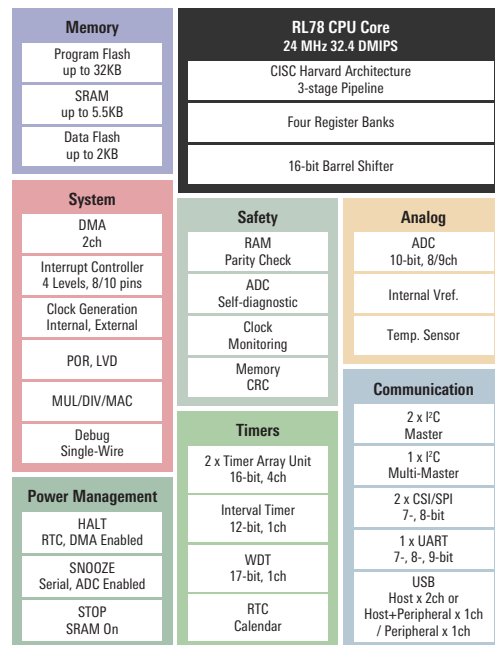 Memory
Program Flash
up to 32KB
SRAM
up to 5.5KB
Data Flash
up to 2KB
RL78 CPU Core
24 MHz 32.4 DMIPS
CISC Harvard Architecture
3-stage Pipeline
Four Register Banks
16-bit Barrel Shifter
System
DMA
2ch
Interrupt Controller
4 Levels, 8/10 pins
Clock Generation
Internal, External
POR, LVD
MUL/DIV/MAC
Debug
Single-Wire
Power Management
HALT
RTC, DMA Enabled
SNOOZE
Serial, ADC Enabled
STOP
SRAM On
Safety
RAM
Parity Check
ADC
Self-diagnostic
Clock
Monitoring
Memory
CRC
Timers
2 x Timer Array Unit
16-bit, 4ch
Interval Timer
12-bit, 1ch
WDT
17-bit, 1ch
RTC
Calendar
Analog
ADC
10-bit, 8/9ch
Internal Vref.
Temp. Sensor
Communication
2 x I²C
Master
1 x I²C
Multi-Master
2 x CSI/SPI
7-, 8-bit
1 x UART
7-, 8-, 9-bit
USB
Host x 2ch or
Host+Peripheral x 1ch
/ Peripheral x 1ch